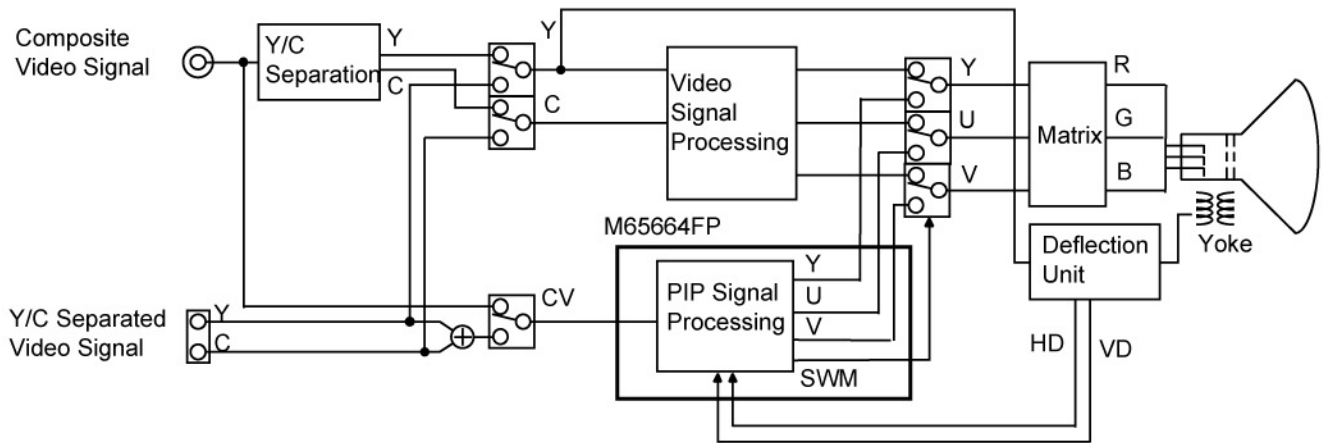 Composite
Video Signal
Y/C
Separation
Y
C
Y
C
Video
Signal
Processing
Y
U
V
Matrix
R
G
B
Yoke
Deflection
Unit
HD
VD
M65664FP
PIP Signal
Processing
Y
U
V
SWM
CV
Y/C Separated
Video Signal
Y
C